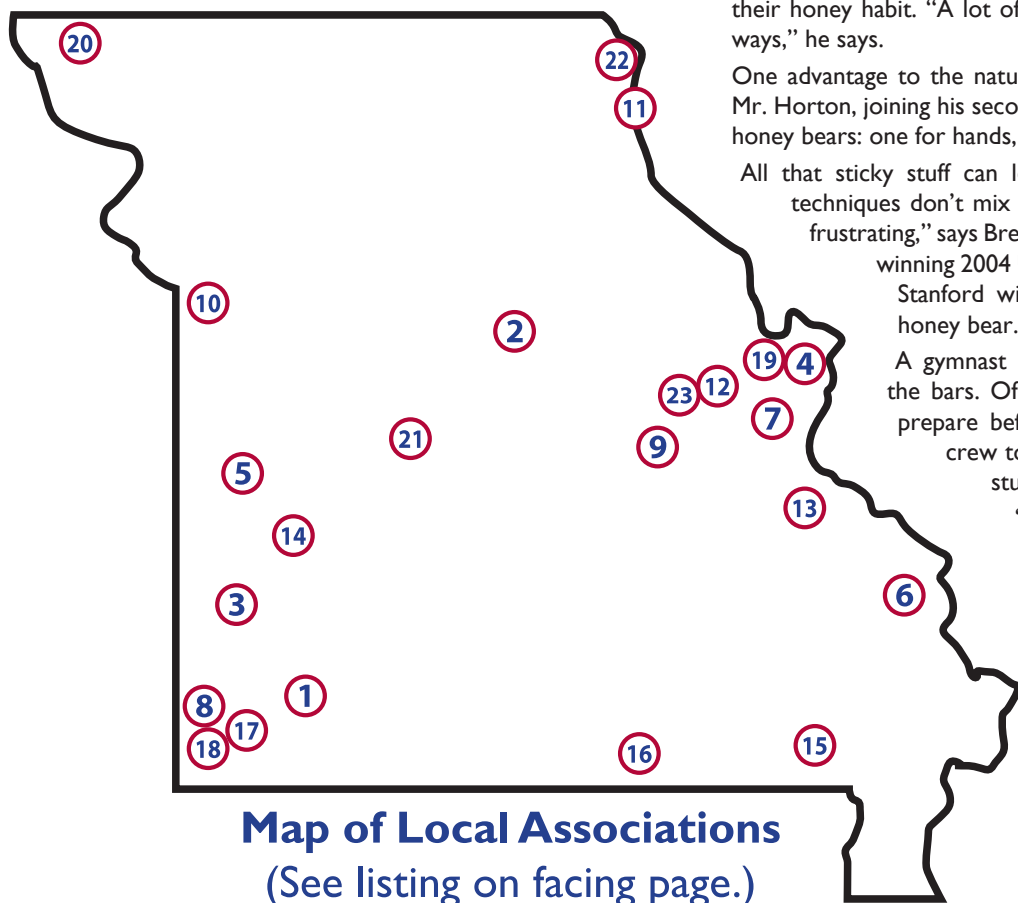 their honey habit. “A lot of
ways,” he says.
One advantage to the natu
Mr. Horton, joining his seco
honey bears: one for hands,
All that sticky stuff can l
techniques don’t mix
frustrating,” says Bre
winning 2004
Stanford wi
honey bear.
A gymnast
the bars. Of
prepare bef
crew to
stu
20
22
11
10
2
19
4
12
23
7
21
9
5
13
14
3
6
1
8
17
18
16
15
Map of Local Associations
(See listing on facing page.)